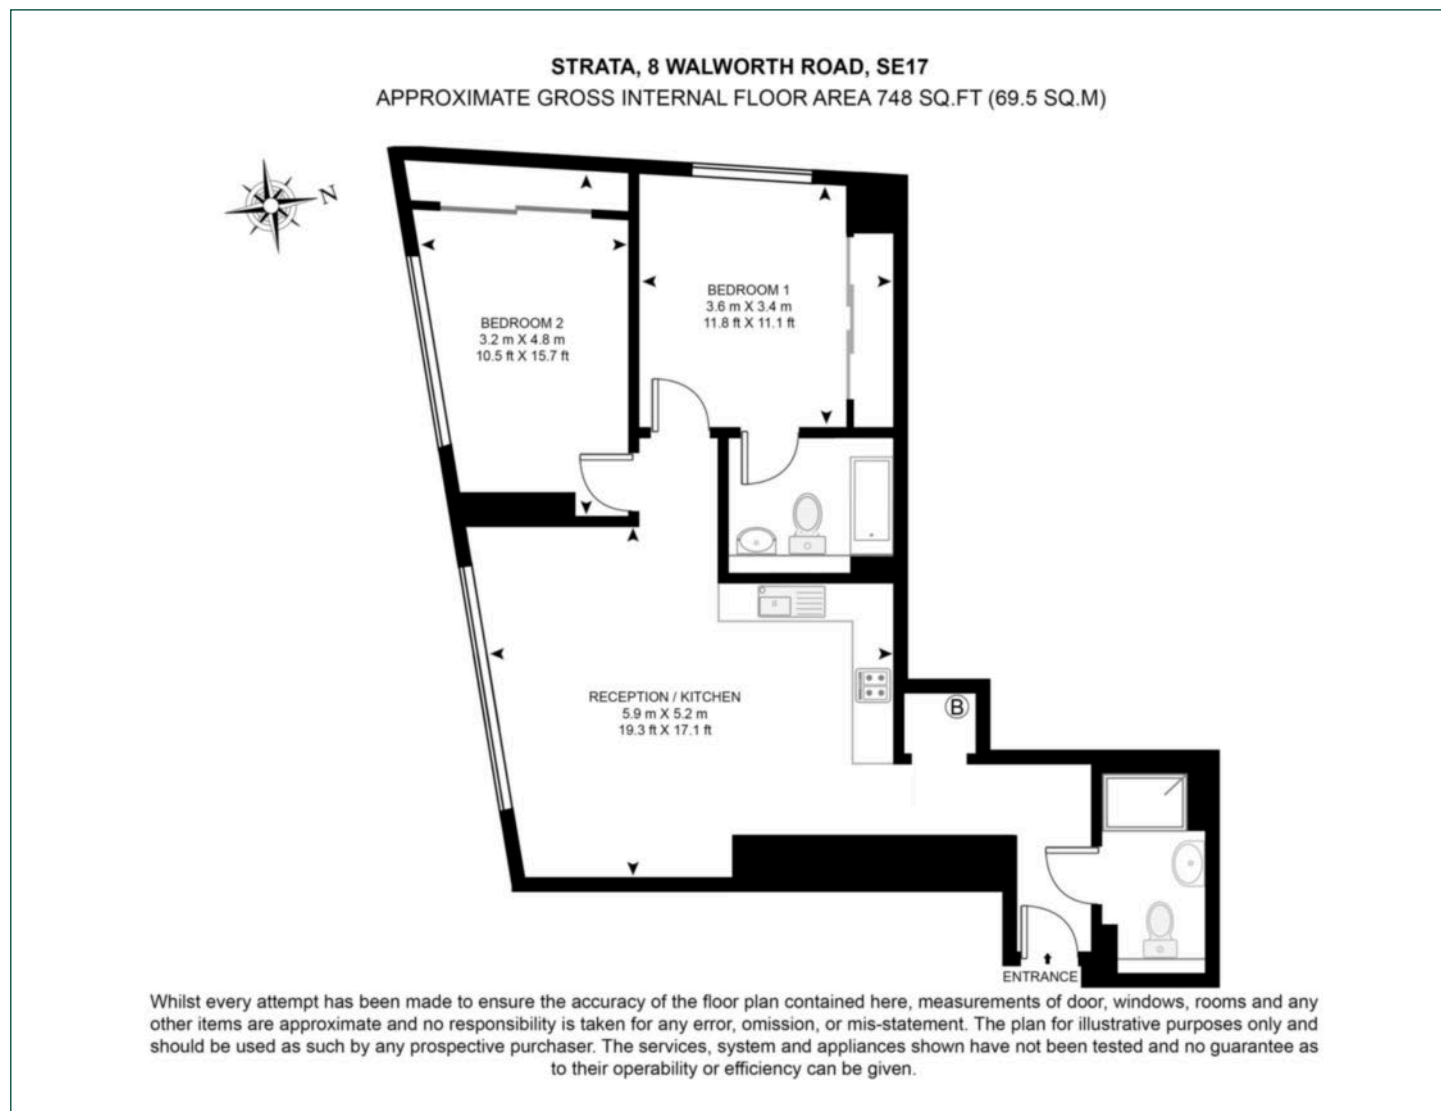 STRATA, 8 WALWORTH ROAD, SE17
APPROXIMATE GROSS INTERNAL FLOOR AREA 748 SQ.FT (69.5 SQ.M)
N
BEDROOM 1
3.6 m X 3.4 m
11.8 ft X 11.1 ft
BEDROOM 2
3.2 m X 4.8 m
10.5 ft X 15.7 ft
RECEPTION / KITCHEN
5.9 m X 5.2 m
19.3 ft X 17.1 ft
B
ENTRANCE
Whilst every attempt has been made to ensure the accuracy of the floor plan contained here, measurements of door, windows, rooms and any
other items are approximate and no responsibility is taken for any error, omission, or mis-statement. The plan for illustrative purposes only and
should be used as such by any prospective purchaser. The services, system and appliances shown have not been tested and no guarantee as
to their operability or efficiency can be given.